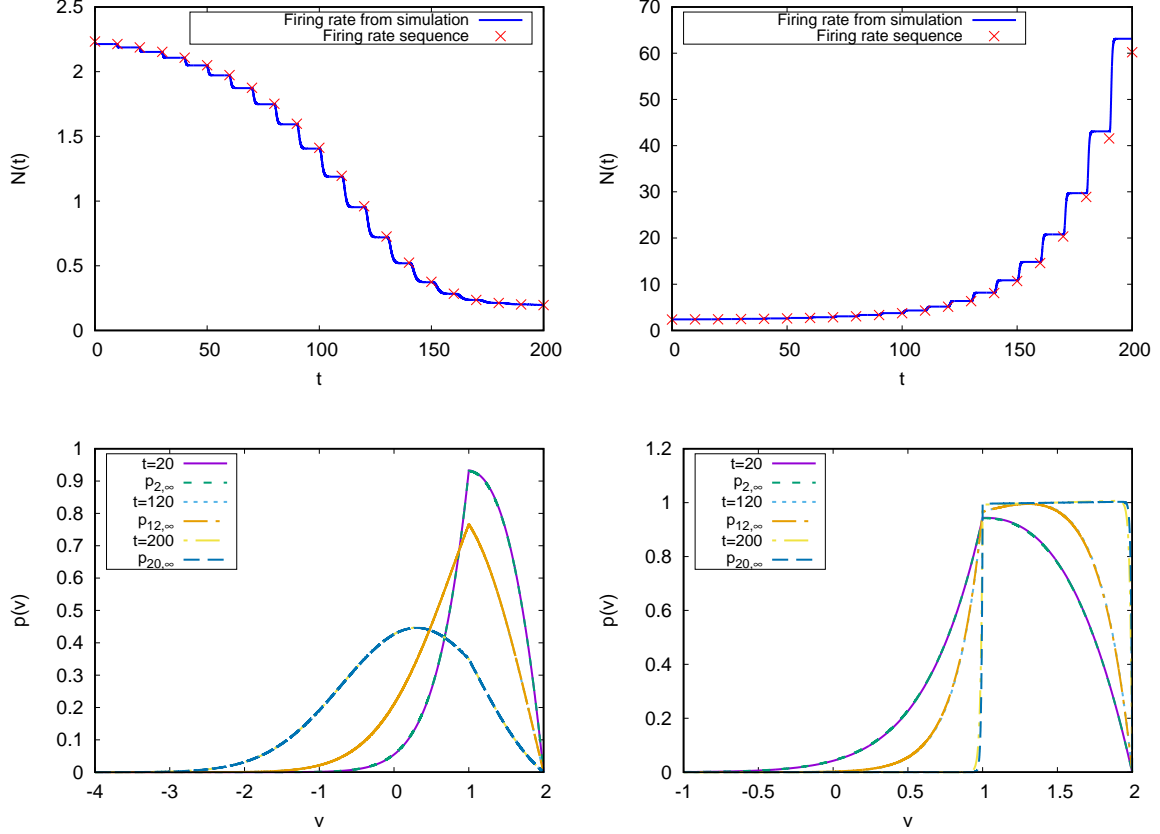 2.5
2
1.5
1
0.5
0
0 50 100 150 200
N(t)
t
Firing rate from simulation
Firing rate sequence
70
60
50
40
30
20
10
0
0 50 100 150 200
N(t)
t
Firing rate from simulation
Firing rate sequence
1
0.9
0.8
0.7
0.6
0.5
0.4
0.3
0.2
0.1
0
-4 -3 -2 -1 0 1 2
p(v)
v
t=20
p2,∞
t=120
p12,∞
t=200
p20,∞
1.2
1
0.8
0.6
0.4
0.2
0
-1 -0.5 0 0.5 1 1.5 2
p(v)
v
t=20
p2,∞
t=120
p12,∞
t=200
p20,∞